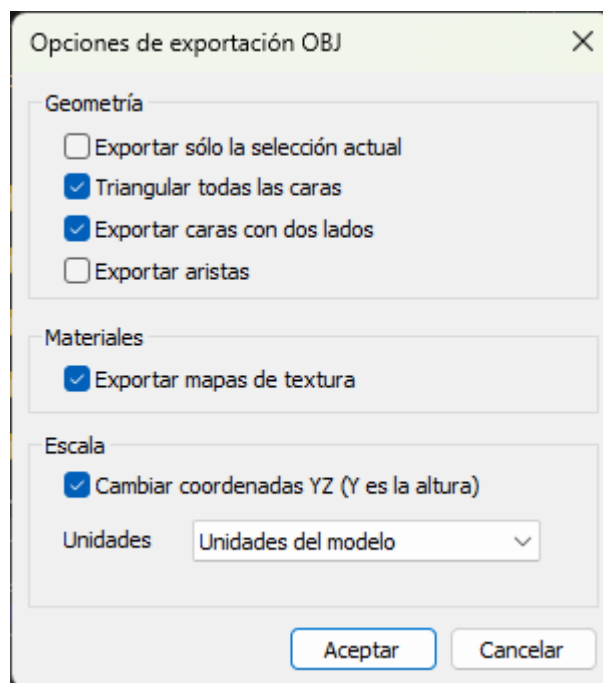 Opciones de exportación OBJ
Geometría
Exportar sólo la selección actual
Triangular todas las caras
Exportar caras con dos lados
Exportar aristas
Materiales
Exportar mapas de textura
Escala
Cambiar coordenadas YZ (Y es la altura)
Unidades Unidades del modelo
Aceptar Cancelar